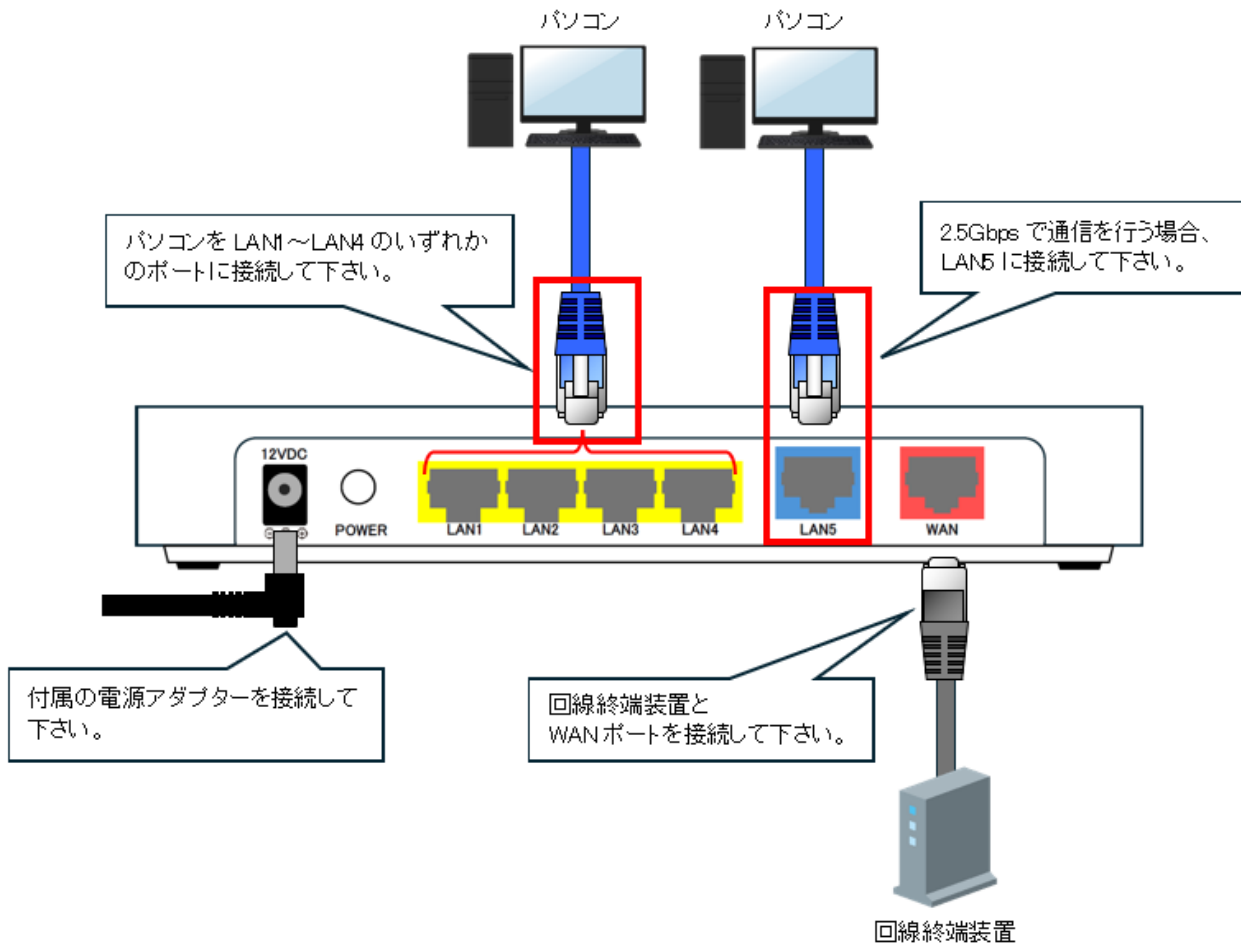 パソコン
パソコン
パソコンを LAN1～LAN4 のいずれか
のポートに接続して下さい。
2.5Gbps で通信を行う場合、
LAN5 に接続して下さい。
12VDC
POWER
LAN1
LAN2
LAN3
LAN4
LAN5
WAN
付属の電源アダプターを接続して
下さい。
回線終端装置と
WAN ポートを接続して下さい。
回線終端装置